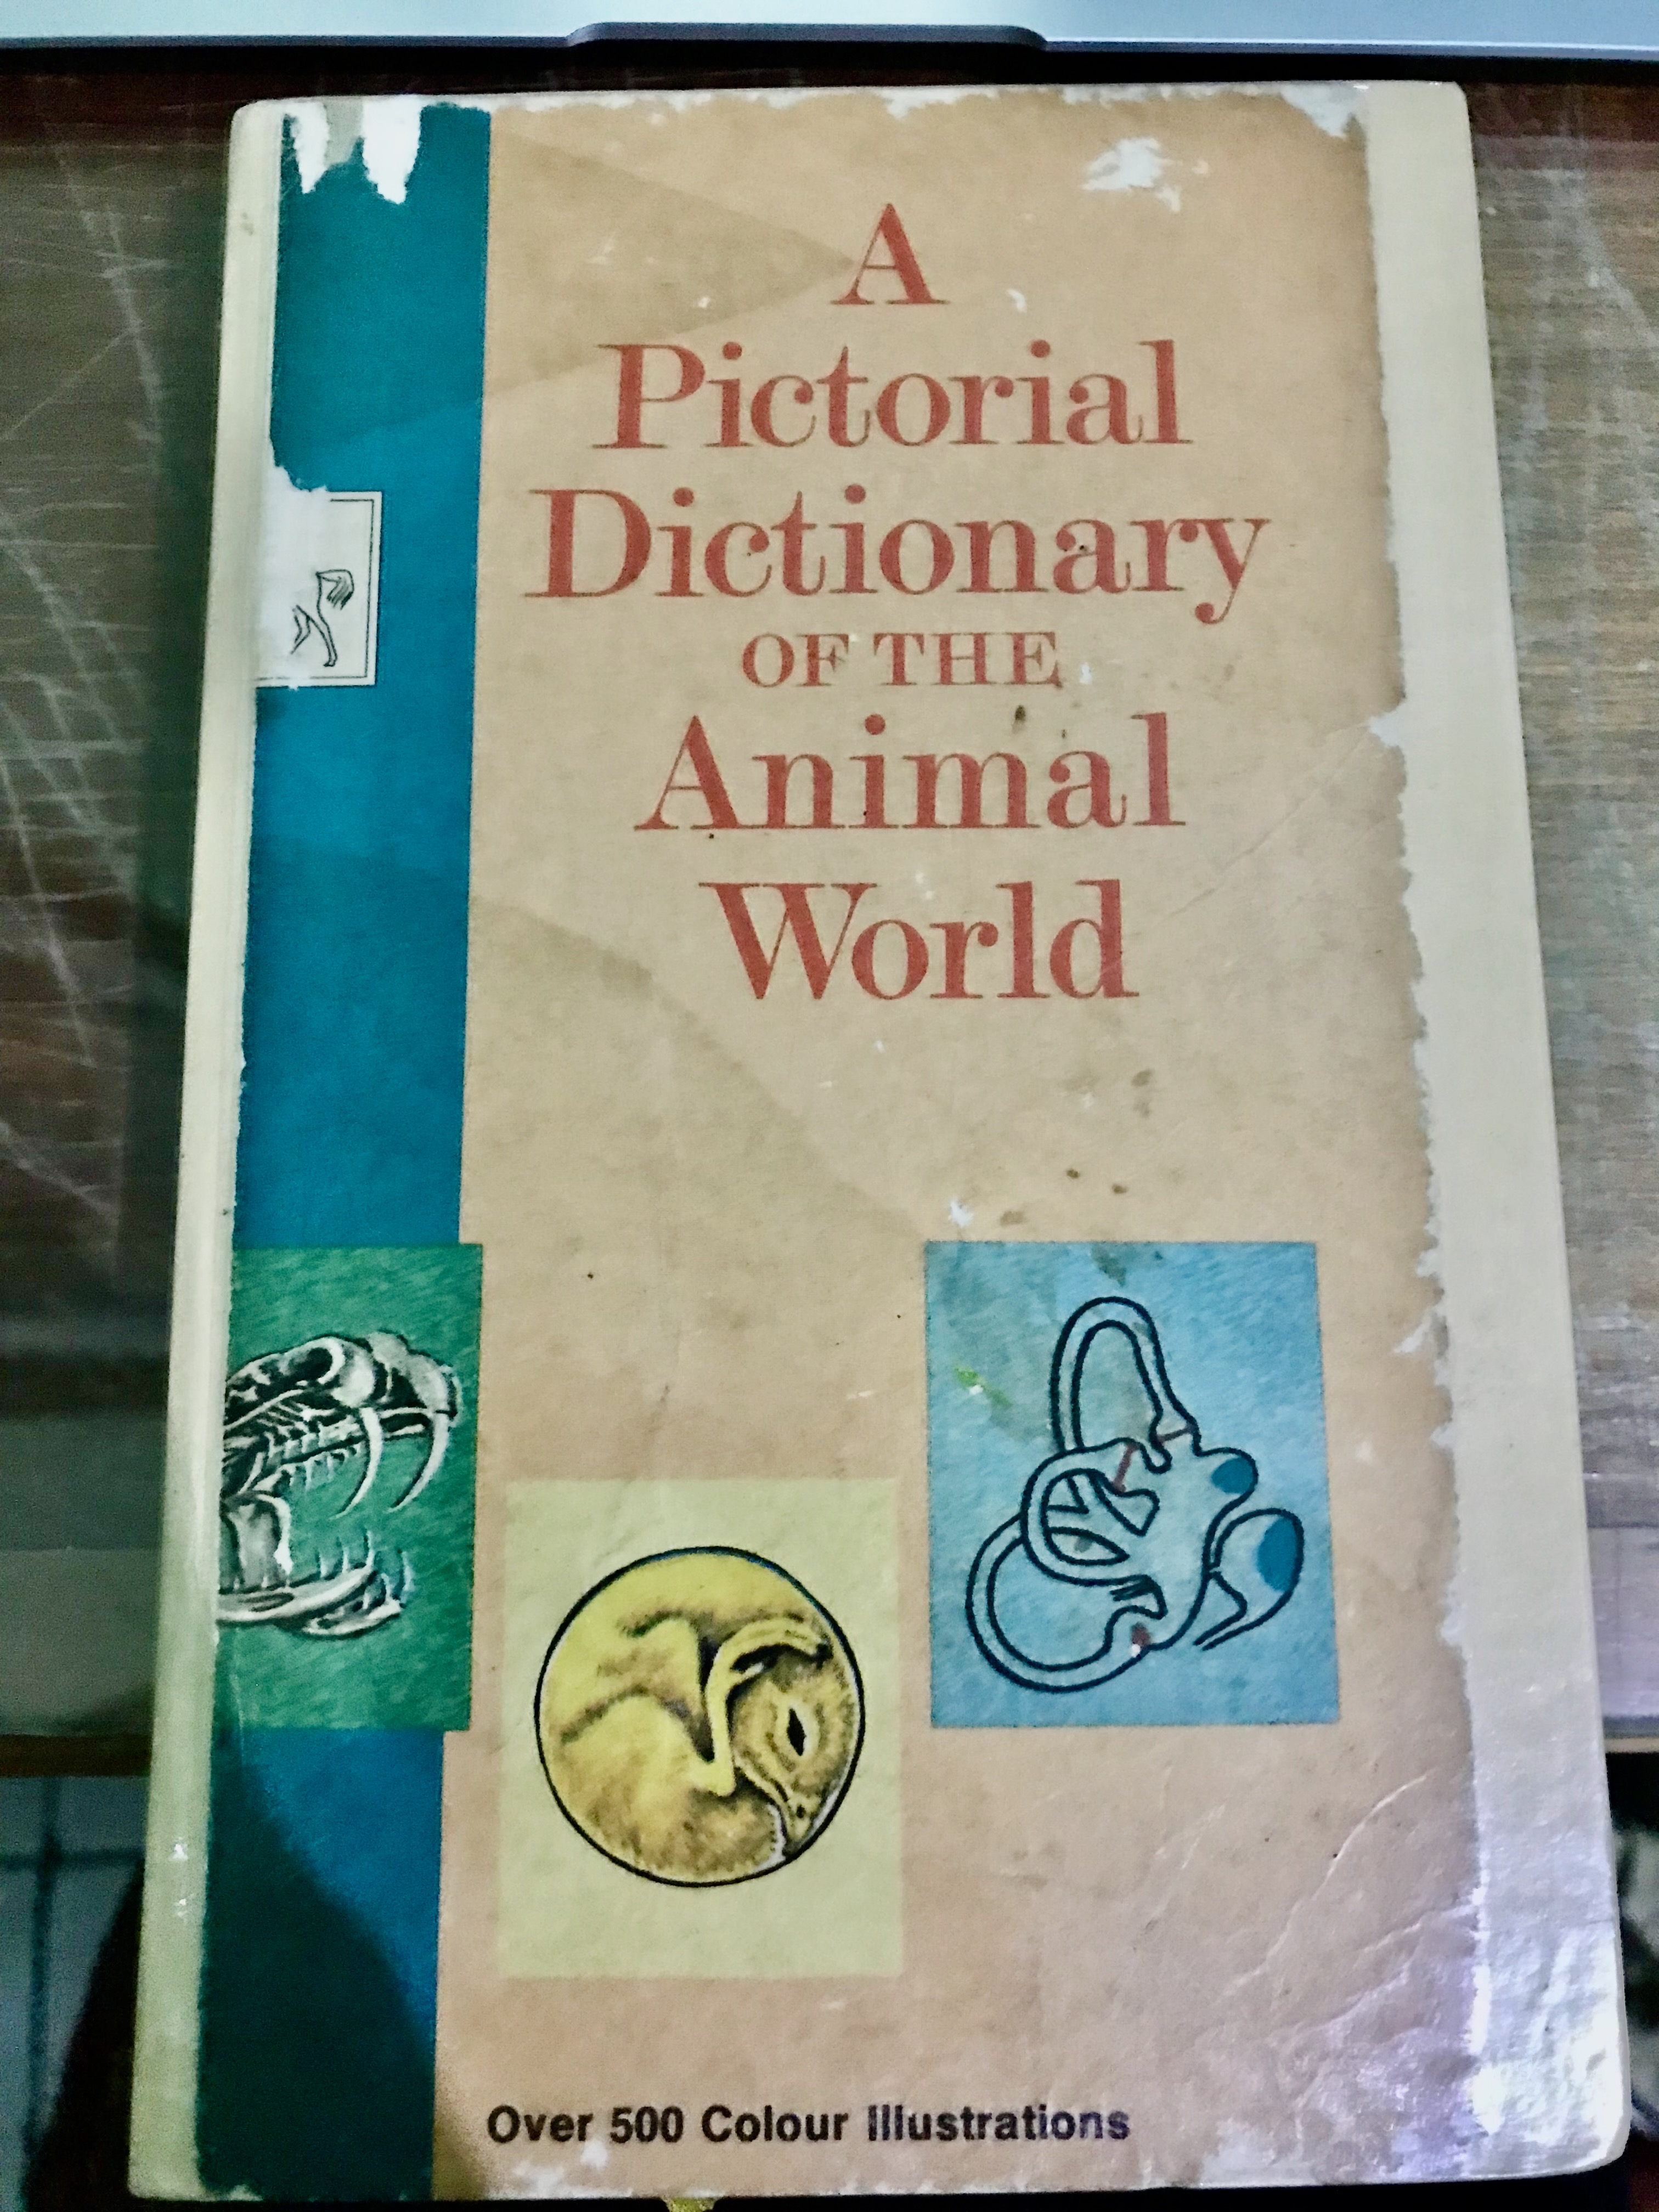 A
Pictorial
Dictionary
OF THE
Animal
World
Over 500 Colour Illustrations